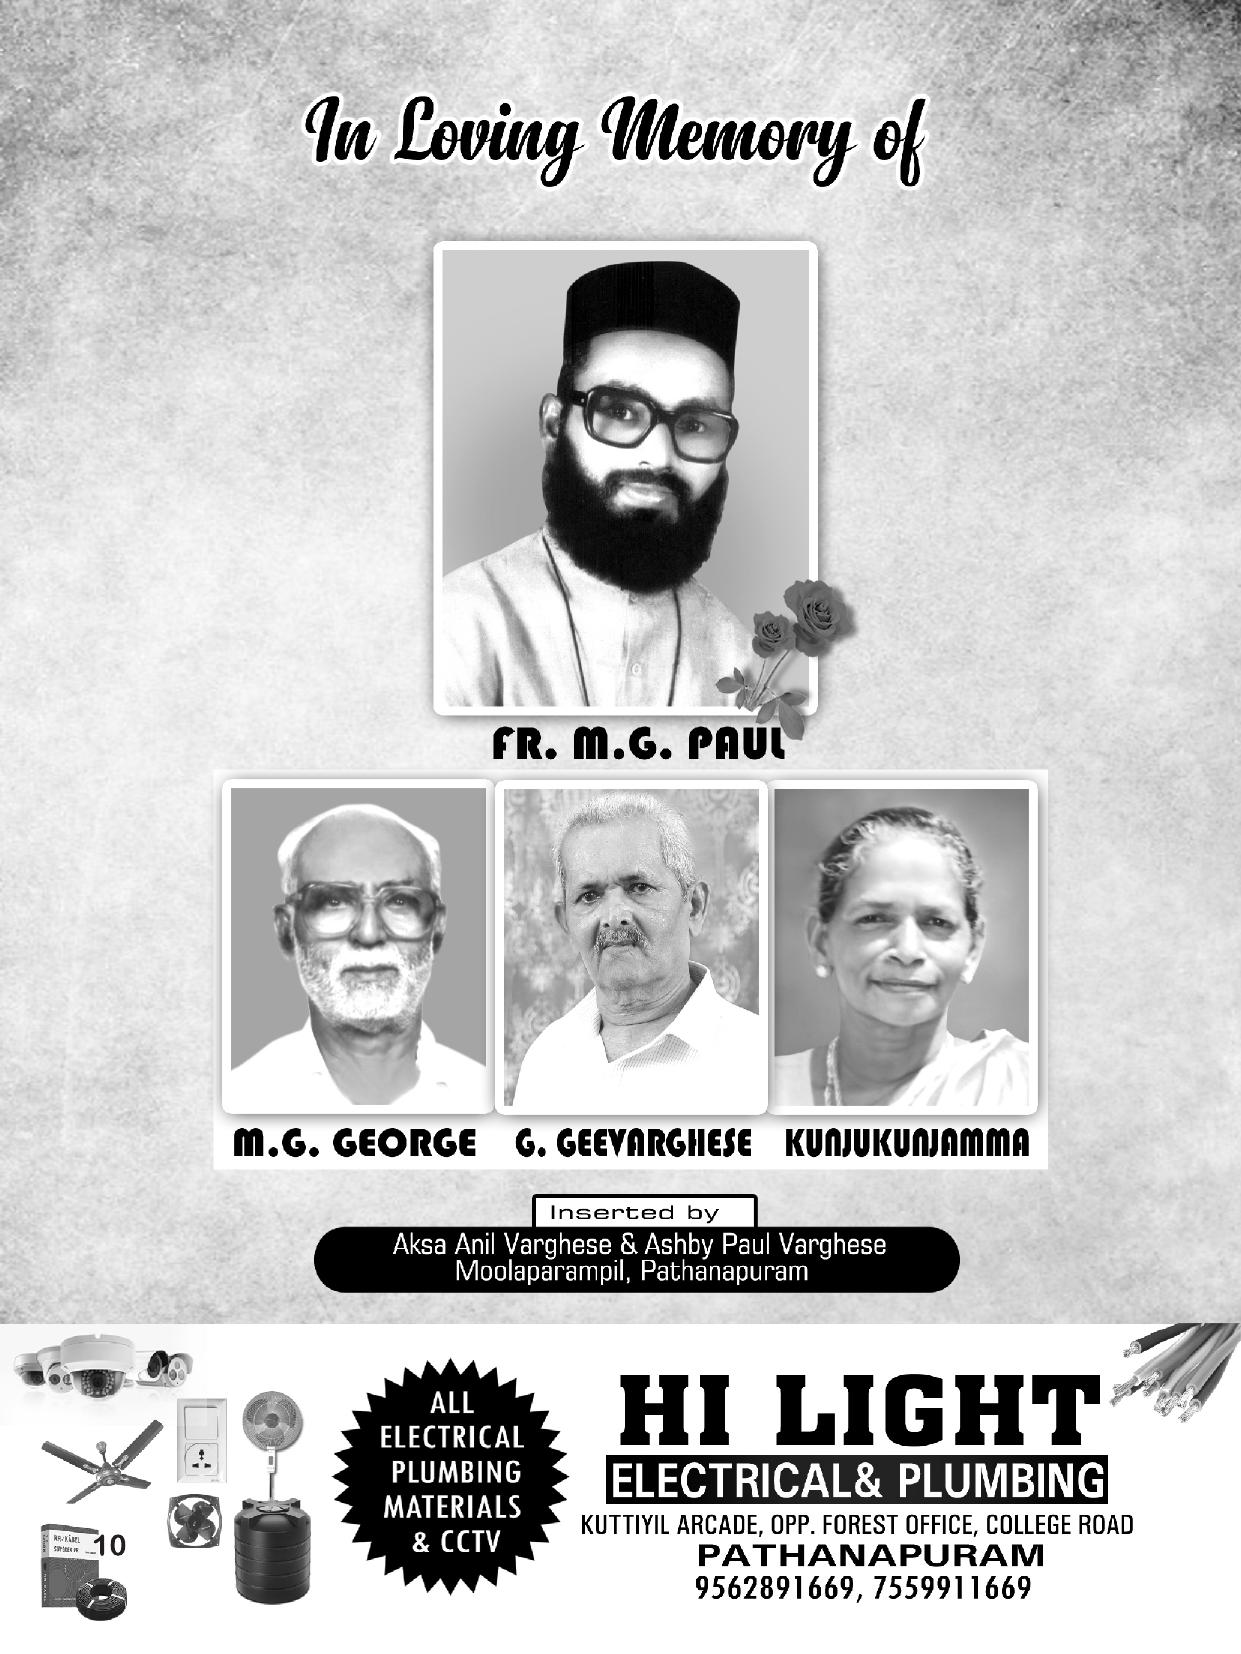 In Loving Memory of
FR. M.G. PAUL
M.G. GEORGE
G. GEEVARGHESE
KUNJUKUNJAMMA
Inserted by
Aksa Anil Varghese & Ashby Paul Varghese
Moolaparampil, Pathanapuram
ALL
ELECTRICAL
PLUMBING
MATERIALS
& CCTV
HI LIGHT
ELECTRICAL& PLUMBING
KUTTIYIL ARCADE, OPP. FOREST OFFICE, COLLEGE ROAD
PATHANAPURAM
9562891669, 7559911669
10